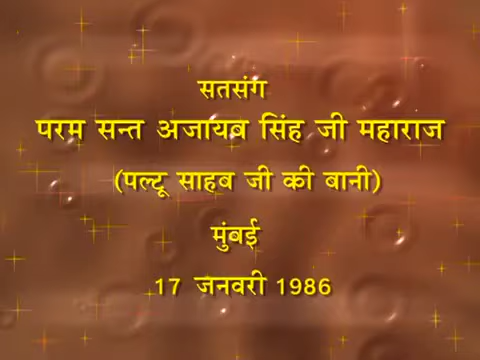 सतसंग
परम सन्त अजायब सिंह जी महाराज
(पल्टू साहब जी की बानी)
मुंबई
17 जनवरी 1986